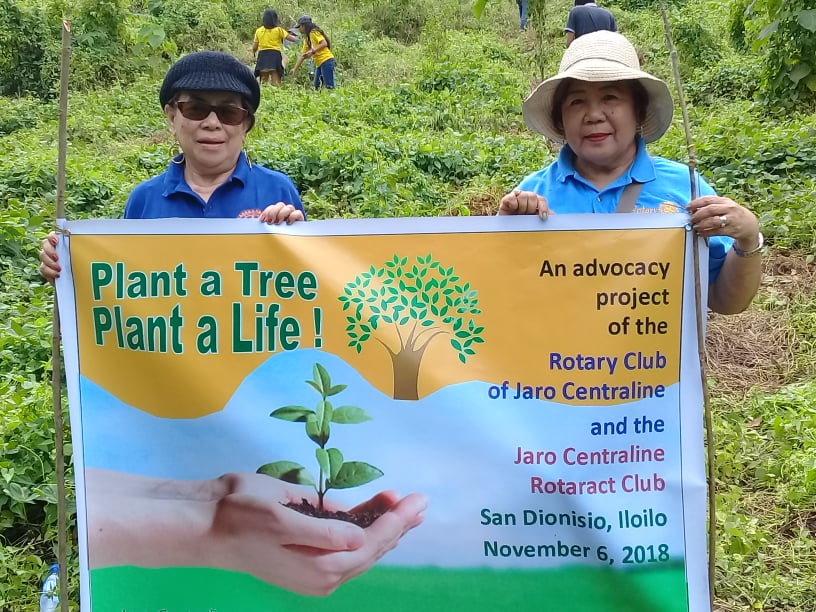 Plant a Tree
Plant a Life !
An advocacy
project
of the
Rotary Club
of Jaro Centraline
and the
Jaro Centraline
Rotaract Club
San Dionisio, Iloilo
November 6, 2018
Rotary